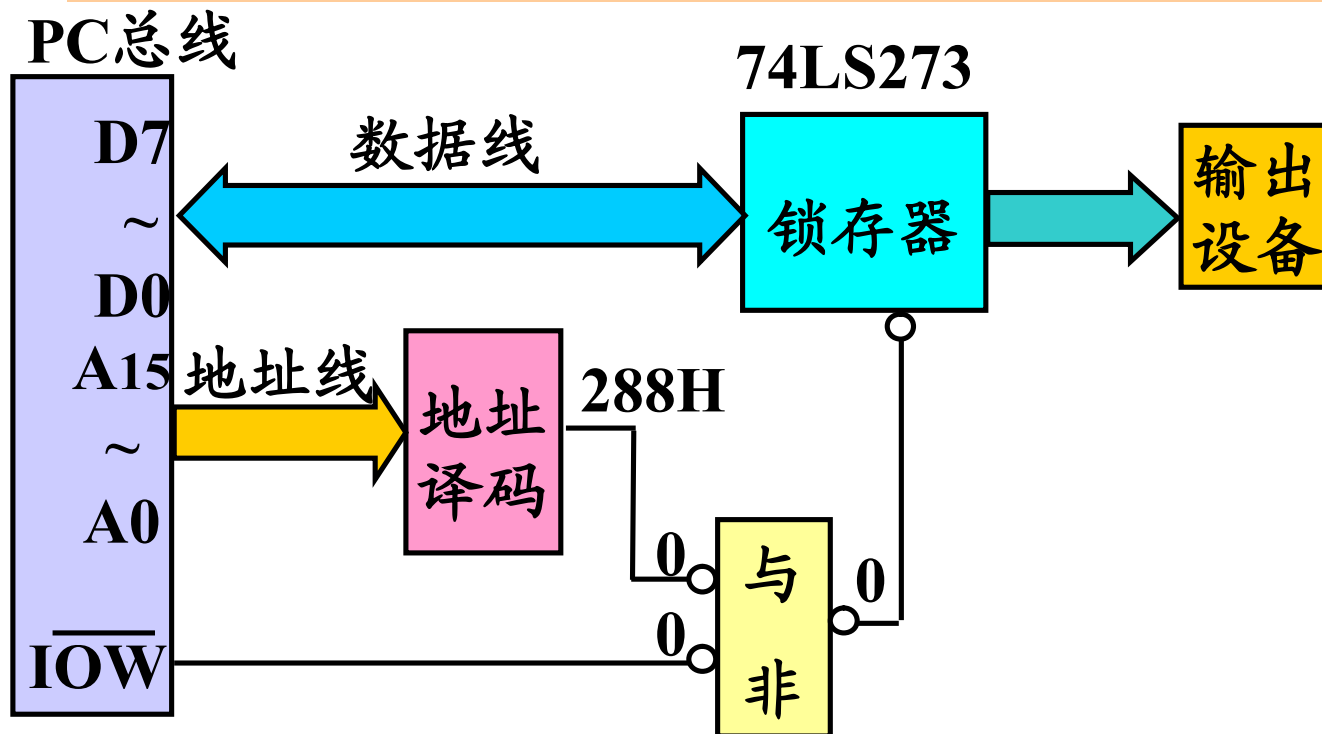 PC总线
74LS273
D7
~
D0
A15
~
A0
IOW
数据线
地址线
地址
译码
288H
锁存器
输出
设备
0
0
与
非
0